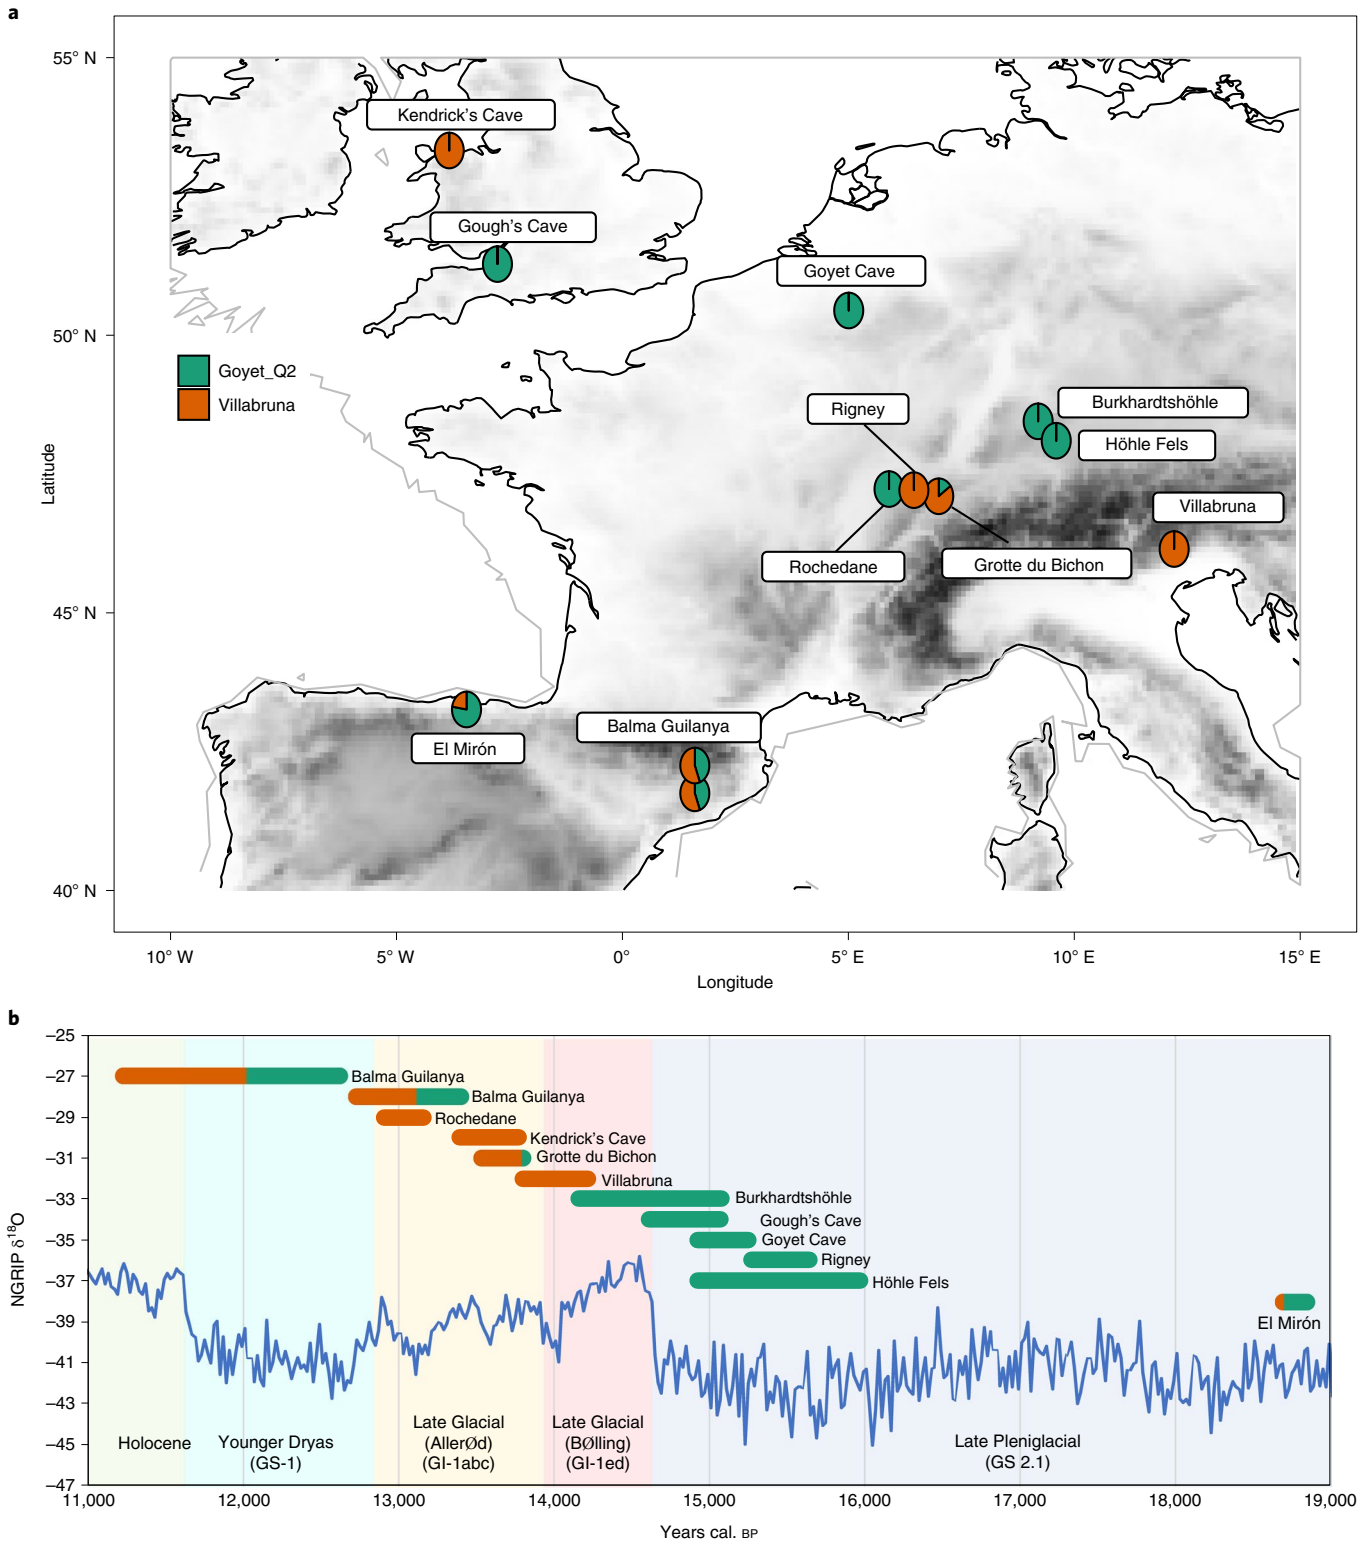 a
55° N
Kendrick's Cave
Gough's Cave
Goyet Cave
50° N
Goyet_Q2
Villabruna
Burkhardtshöhle
Rigney
Höhle Fels
Latitude
Villabruna
Rochedane
Grotte du Bichon
45° N
Balma Guilanya
El Mirón
40° N
10° W
5° W
0°
5° E
10° E
15° E
Longitude
b
–25
–27
–29
–31
–33
–35
–37
–39
–41
–43
–45
–47
NGRIP δ18O
Balma Guilanya
Balma Guilanya
Rochedane
Kendrick's Cave
Grotte du Bichon
Villabruna
Burkhardtshöhle
Gough's Cave
Goyet Cave
Rigney
Höhle Fels
El Mirón
Holocene
Younger Dryas
(GS-1)
Late Glacial
(AllerØd)
(GI-1abc)
Late Glacial
(BØlling)
(GI-1ed)
Late Pleniglacial
(GS 2.1)
11,000
12,000
13,000
14,000
15,000
16,000
17,000
18,000
19,000
Years cal. BP